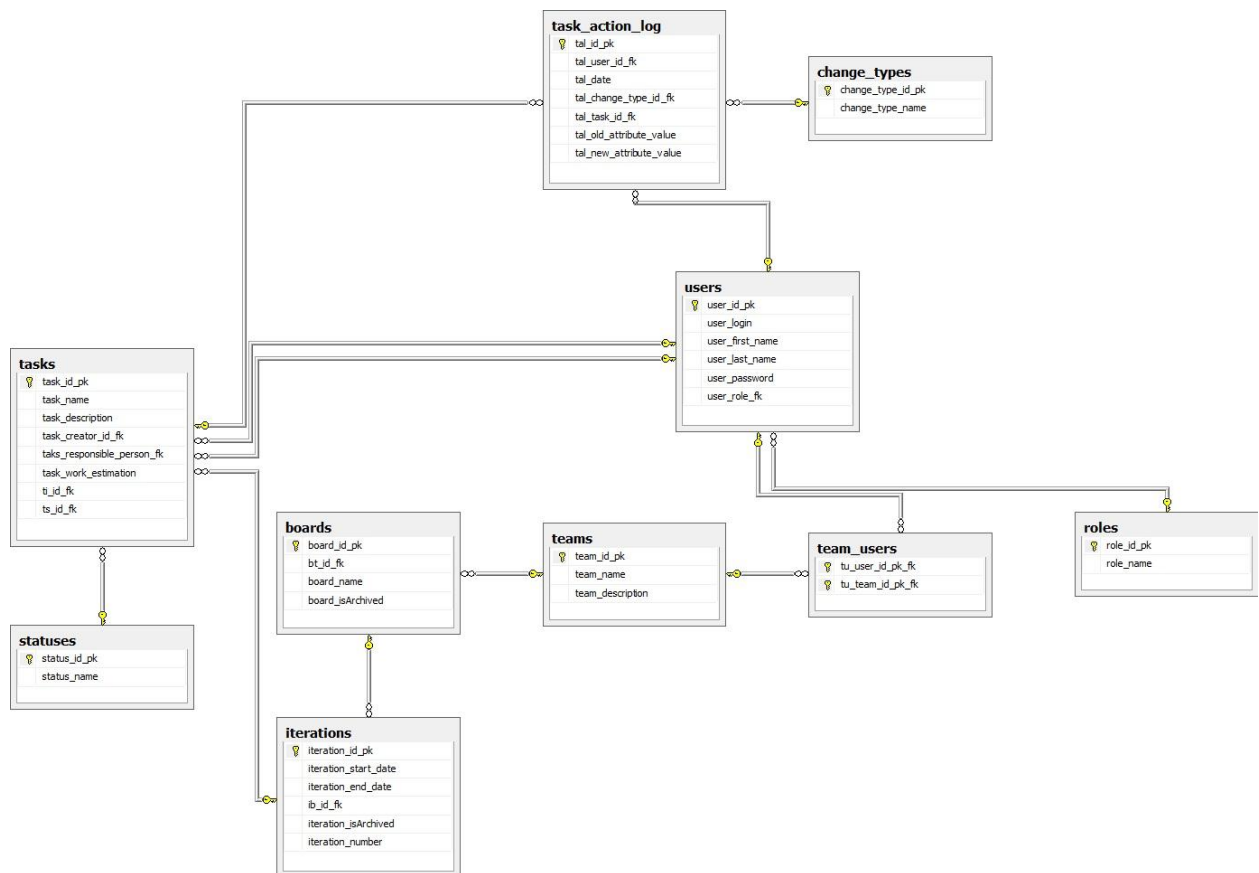 task_action_log
tal_id_pk
tal_user_id_fk
tal_date
tal_change_type_id_fk
tal_task_id_fk
tal_old_attribute_value
tal_new_attribute_value
change_types
change_type_id_pk
change_type_name
users
user_id_pk
user_login
user_first_name
user_last_name
user_password
user_role_fk
tasks
task_id_pk
task_name
task_description
task_creator_id_fk
taks_responsible_person_fk
task_work_estimation
ti_id_fk
ts_id_fk
boards
board_id_pk
bt_id_fk
board_name
board_isArchived
teams
team_id_pk
team_name
team_description
team_users
tu_user_id_pk_fk
tu_team_id_pk_fk
roles
role_id_pk
role_name
statuses
status_id_pk
status_name
iterations
iteration_id_pk
iteration_start_date
iteration_end_date
ib_id_fk
iteration_isArchived
iteration_number